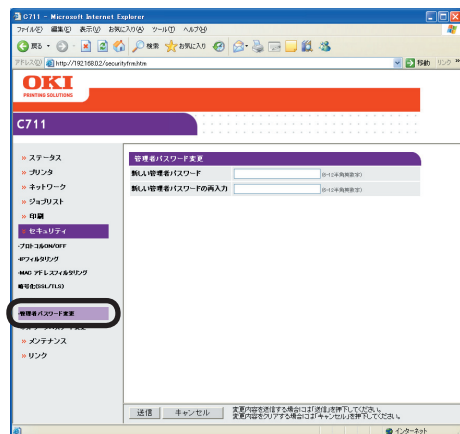 C711 - Microsoft Internet Explorer
ファイル(F) 編集(E) 表示(V) お気に入り(A) ツール(T) ヘルプ(H)
戻る 検索 お気に入り
アドレス(D) http://192.168.0.2/securityfrm.htm 移動 リンク »
OKI
PRINTING SOLUTIONS
C711
» ステータス
» プリンタ
» ネットワーク
» ジョブリスト
» 印刷
» セキュリティ
・プロトコルON/OFF
・IPフィルタリング
・MAC アドレスフィルタリング
暗号化(SSL/TLS)
・管理者パスワード変更
» メンテナンス
» リンク
管理者パスワード変更
新しい管理者パスワード (6-12半角英数字)
新しい管理者パスワードの再入力 (6-12半角英数字)
送信 キャンセル
変更内容を送信する場合には「送信」を押下してください。
変更内容をクリアする場合には「キャンセル」を押下してください。
インターネット